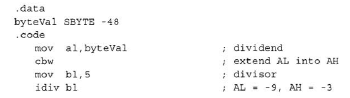 .data
byteVal SBYTE -48
.code
mov al,byteVal ; dividend
cbw ; extend AL into AH
mov bl,5 ; divisor
idiv bl ; AL = -9, AH = -3